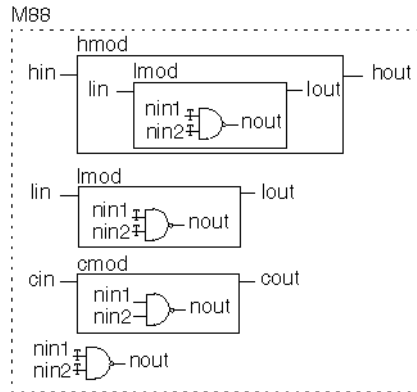 M88
hmod
hin
hout
lmod
lin
lout
nin1
nin2
nout
lmod
lin
lout
nin1
nin2
nout
cmod
cin
cout
nin1
nin2
nout
nin1
nin2
nout